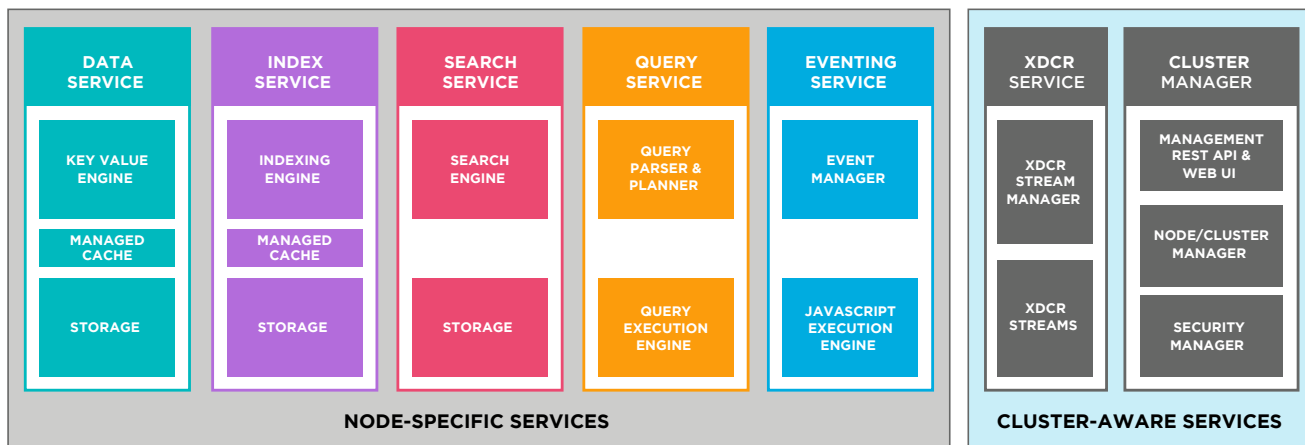 DATA
SERVICE
KEY VALUE
ENGINE
MANAGED
CACHE
STORAGE
INDEX
SERVICE
INDEXING
ENGINE
MANAGED
CACHE
STORAGE
SEARCH
SERVICE
SEARCH
ENGINE
STORAGE
QUERY
SERVICE
QUERY
PARSER &
PLANNER
QUERY
EXECUTION
ENGINE
EVENTING
SERVICE
EVENT
MANAGER
JAVASCRIPT
EXECUTION
ENGINE
NODE-SPECIFIC SERVICES
XDCR
SERVICE
XDCR
STREAM
MANAGER
XDCR
STREAMS
CLUSTER
MANAGER
MANAGEMENT
REST API &
WEB UI
NODE/CLUSTER
MANAGER
SECURITY
MANAGER
CLUSTER-AWARE SERVICES